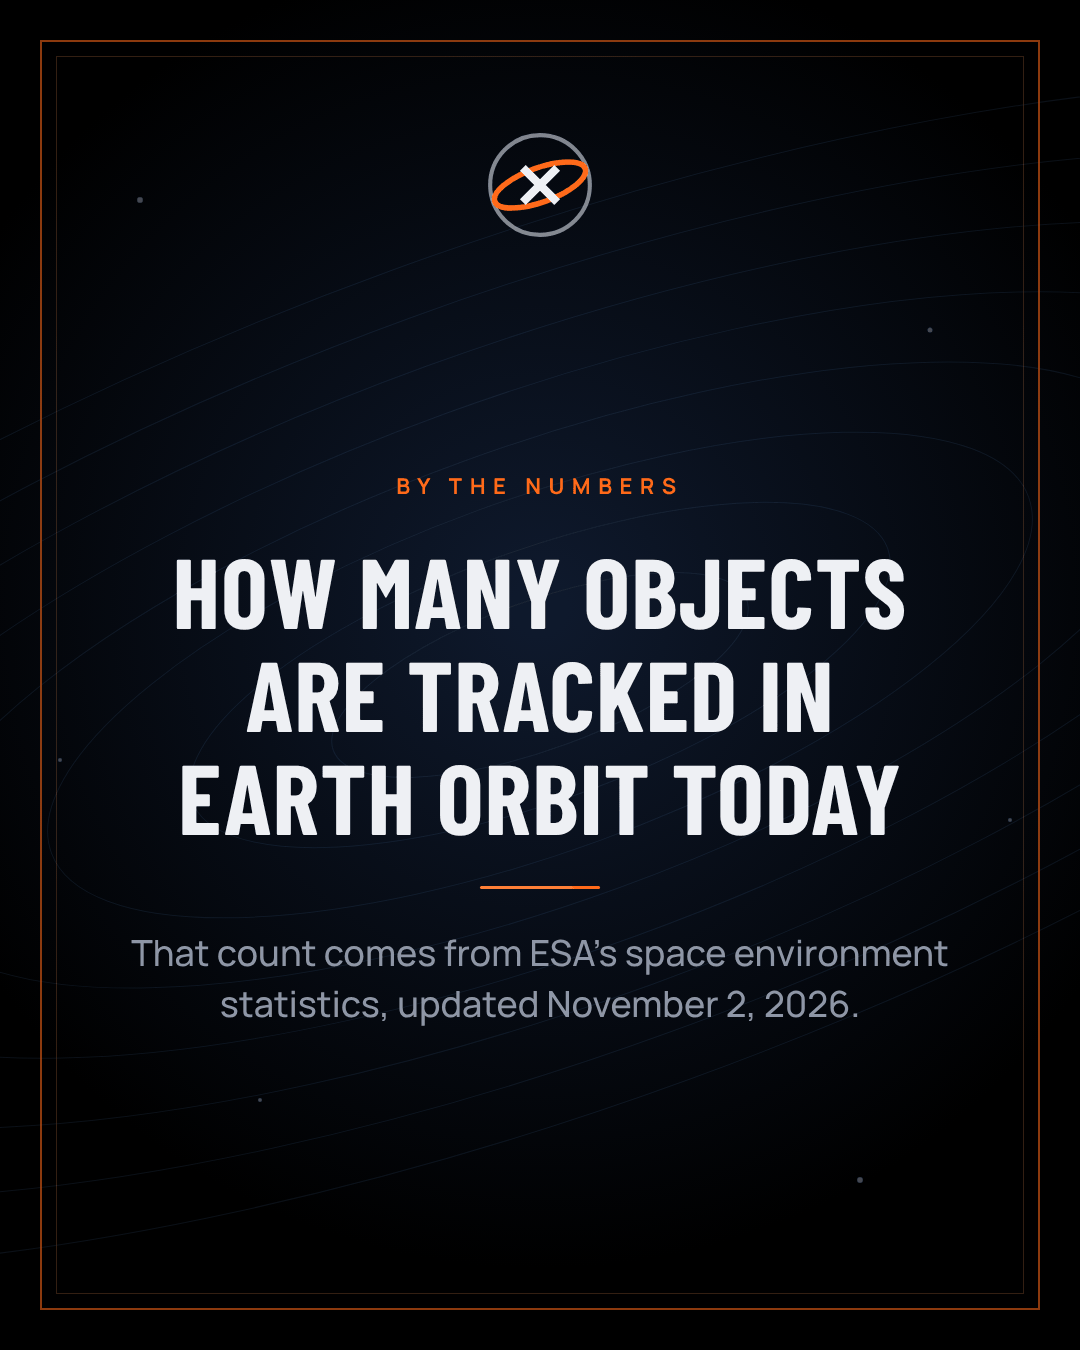 BY THE NUMBERS
HOW MANY OBJECTS
ARE TRACKED IN
EARTH ORBIT TODAY
That count comes from ESA’s space environment
statistics, updated November 2, 2026.